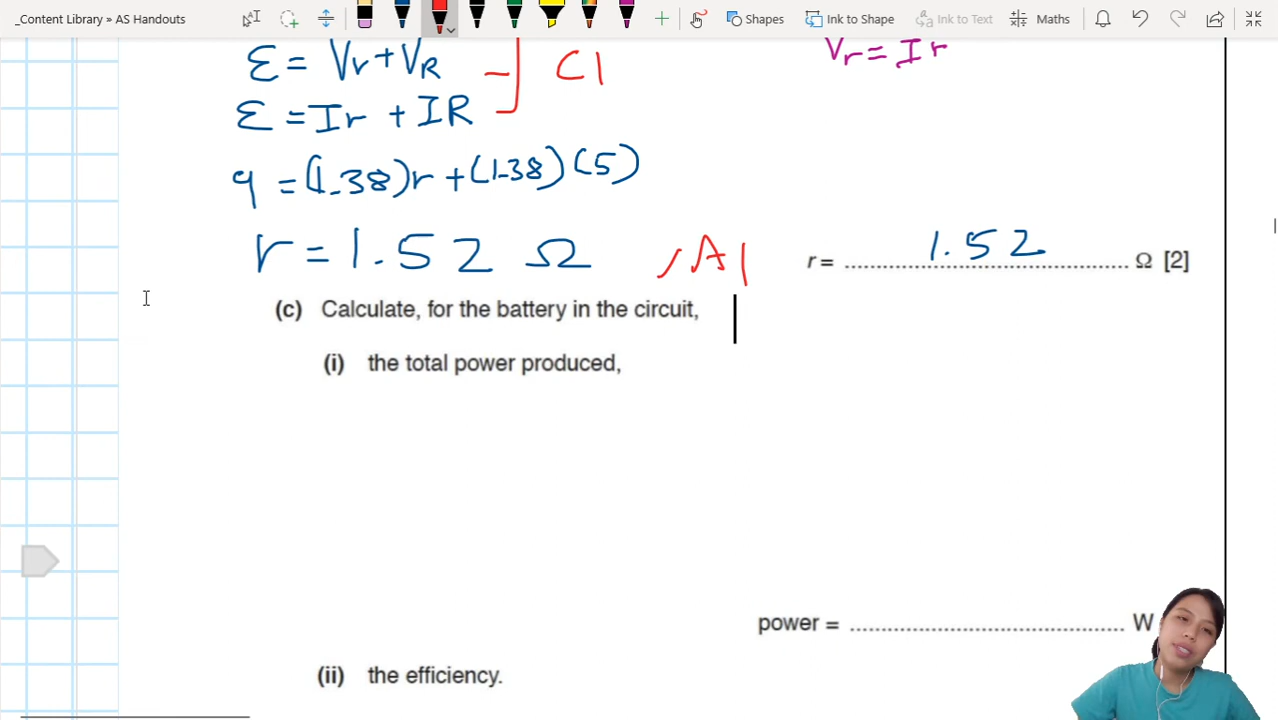 _Content Library » AS Handouts
Shapes
Ink to Shape
Ink to Text
Maths
Ɛ = Vr + VR
C1
Vr = Ir
Ɛ = Ir + IR
9 = (1.38)r + (1.38)(5)
r = 1.52 Ω , A1
r = 1.52 Ω [2]
(c) Calculate, for the battery in the circuit,
(i) the total power produced,
power = ........ W
(ii) the efficiency.